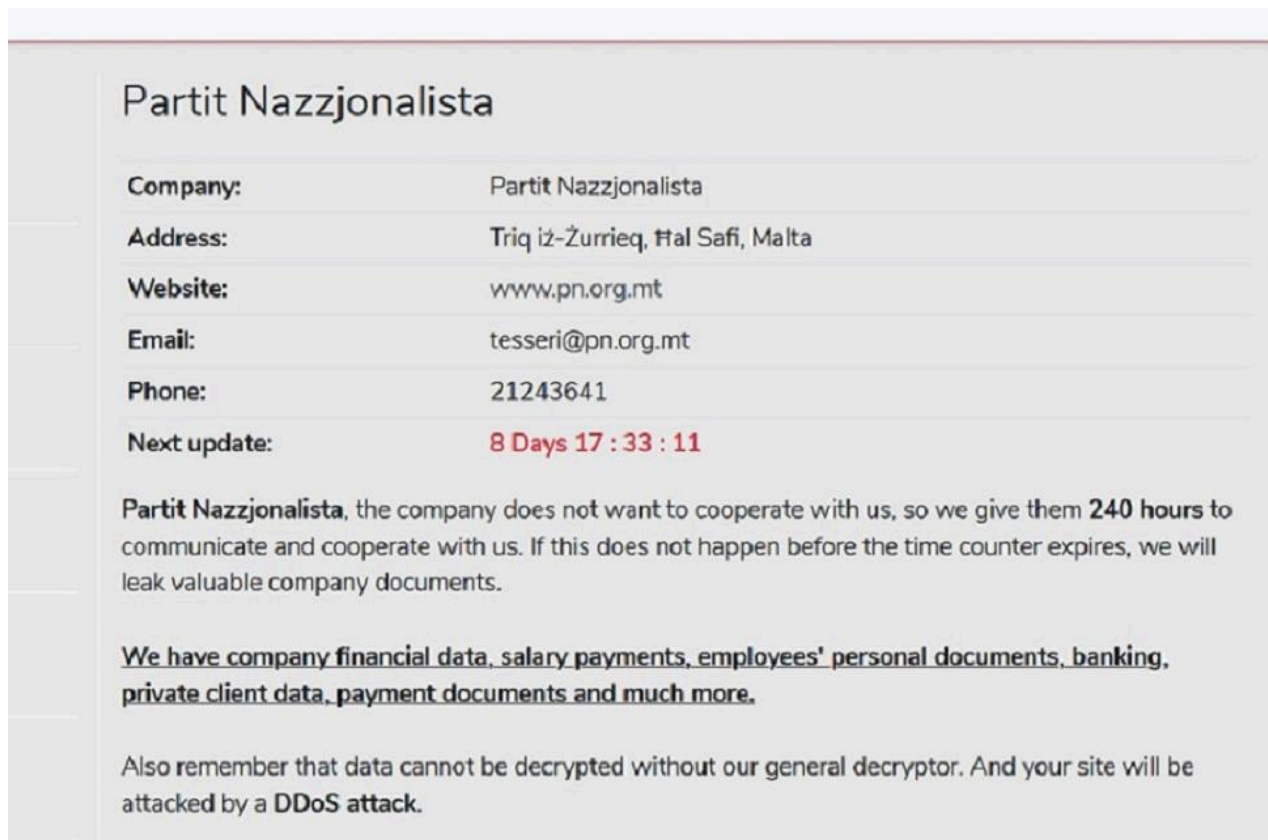 Partit Nazzjonalista
Company: Partit Nazzjonalista
Address: Triq iż-Żurrieq, Ħal Safi, Malta
Website: www.pn.org.mt
Email: tesseri@pn.org.mt
Phone: 21243641
Next update: 8 Days 17 : 33 : 11
Partit Nazzjonalista, the company does not want to cooperate with us, so we give them 240 hours to
communicate and cooperate with us. If this does not happen before the time counter expires, we will
leak valuable company documents.
We have company financial data, salary payments, employees' personal documents, banking,
private client data, payment documents and much more.
Also remember that data cannot be decrypted without our general decryptor. And your site will be
attacked by a DDoS attack.